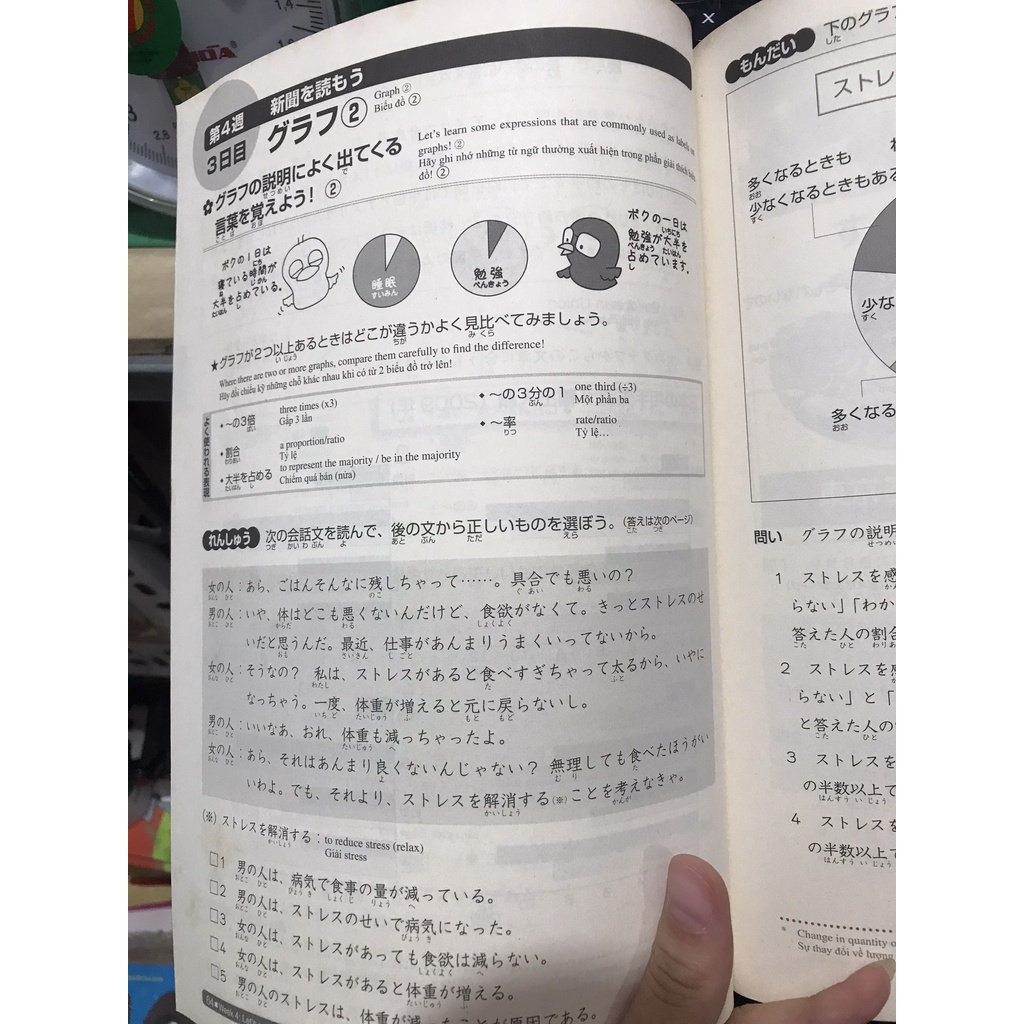 第4週 新聞を読もう
3日目 グラフ②
Graph ②
Biểu đồ ②
グラフの説明によく出てくる
言葉を覚えよう! ②
Let's learn some expressions that are commonly used as labels on
graphs! ②
Hãy ghi nhớ những từ ngữ thường xuất hiện trong phần giải thích biểu
đồ! ②
ボクの1日は
寝ている時間が
大半を占めている。
睡眠
すいみん
勉強
べんきょう
ボクの一日は
勉強が大半を
占めています。
★グラフが2つ以上あるときはどこが違うかよく見比べてみましょう。
Where there are two or more graphs, compare them carefully to find the difference!
Hãy đối chiếu kỹ những chỗ khác nhau khi có từ 2 biểu đồ trở lên!
よく使われる表現
・〜の3倍 three times (x3)
Gấp 3 lần
・割合 a proportion/ratio
Tỷ lệ
・大半を占める to represent the majority / be in the majority
Chiếm quá bán (nửa)
・〜の3分の1 one third (÷3)
Một phần ba
・〜率 rate/ratio
Tỷ lệ…
れんしゅう 次の会話文を読んで、後の文から正しいものを選ぼう。(答えは次のページ)
女の人:あら、ごはんそんなに残しちゃって……。具合でも悪いの?
男の人:いや、体はどこも悪くないんだけど、食欲がなくて。きっとストレスのせ
いだと思うんだ。最近、仕事があんまりうまくいってないから。
女の人:そうなの? 私は、ストレスがあると食べすぎちゃって太るから、いやに
なっちゃう。一度、体重が増えると元に戻らないし。
男の人:いいなあ、おれ、体重も減っちゃったよ。
女の人:あら、それはあんまり良くないんじゃない? 無理しても食べたほうがい
いわよ。でも、それより、ストレスを解消する(※)ことを考えなきゃ。
(※) ストレスを解消する:to reduce stress (relax)
Giải stress
□1 男の人は、病気で食事の量が減っている。
□2 男の人は、ストレスのせいで病気になった。
□3 女の人は、ストレスがあっても食欲は減らない。
□4 女の人は、ストレスがあると体重が増える。
□5 男の人のストレスは、体重が減ったことが原因である。
84 ● Week 4: Let's
もんだい 下のグラフ
ストレ
多くなるときも
少なくなるときもある
少な
多くなる
問い グラフの説明
1 ストレスを感
らない」「わか
答えた人の割合
2 ストレスを感
らない」と「
と答えた人の
3 ストレスを
の半数以上て
4 ストレスを
の半数以上で
* Change in quantity o
Sự thay đổi về lượng